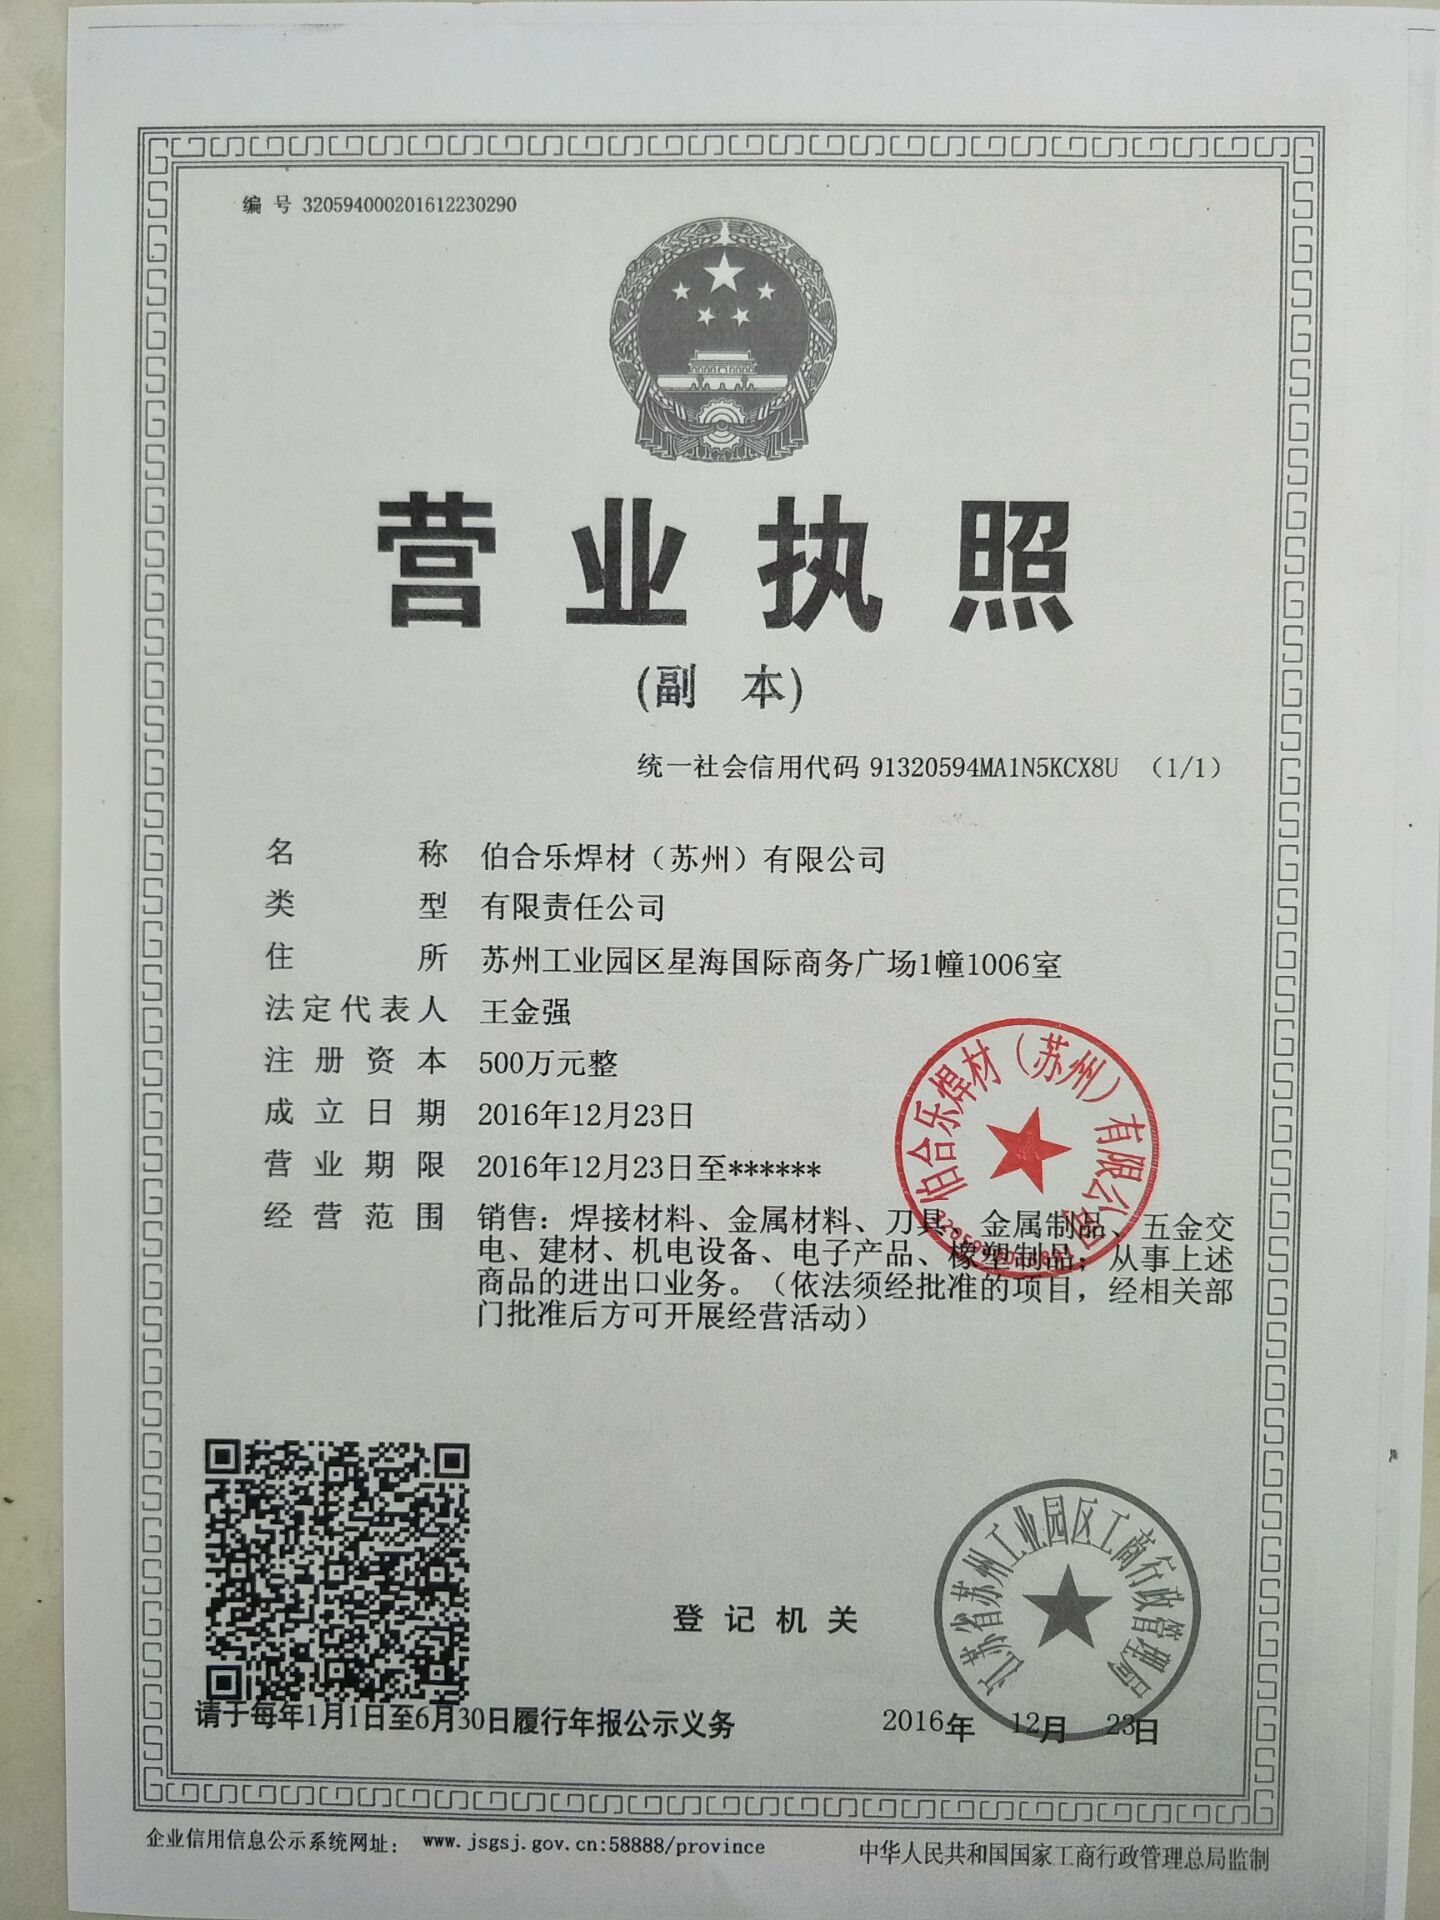 编 号 320594000201612230290
营业执照
(副 本)
统一社会信用代码 91320594MA1N5KCX8U （1/1）
名 称 伯合乐焊材（苏州）有限公司
类 型 有限责任公司
住 所 苏州工业园区星海国际商务广场1幢1006室
法定代表人 王金强
注册资本 500万元整
成立日期 2016年12月23日
营业期限 2016年12月23日至******
经营范围 销售：焊接材料、金属材料、刀具、金属制品、五金交
电、建材、机电设备、电子产品、橡塑制品；从事上述
商品的进出口业务。（依法须经批准的项目，经相关部
门批准后方可开展经营活动）
伯合乐焊材（苏州）有限公司
登记机关
江苏省苏州工业园区工商行政管理局
请于每年1月1日至6月30日履行年报公示义务
2016年 12月 23日
企业信用信息公示系统网址： www.jsgsj.gov.cn:58888/province
中华人民共和国国家工商行政管理总局监制